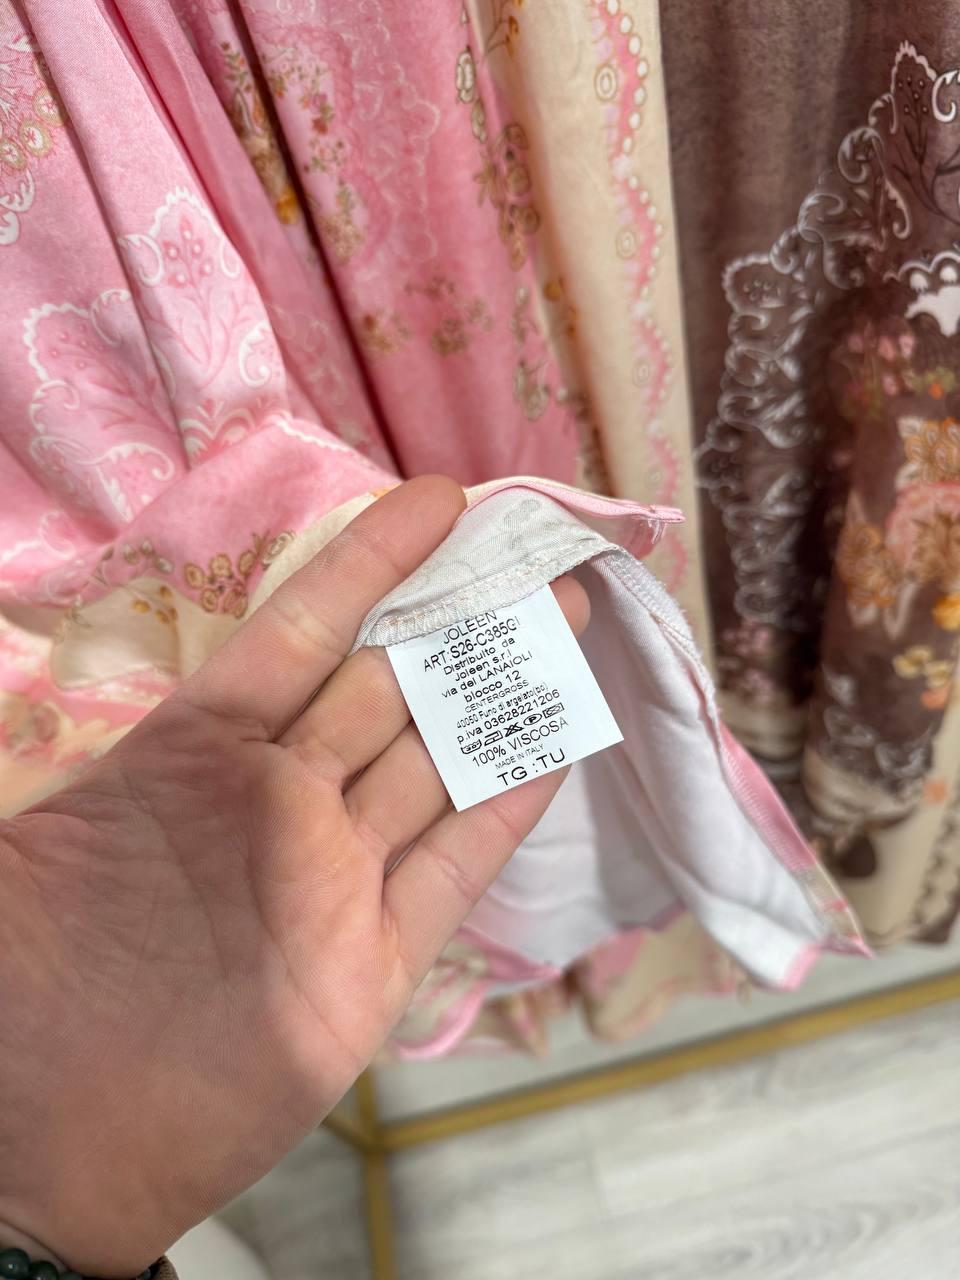 JOLEEN
ART:S26-C385GI
Distribuito da
Joleen s.r.l
via dei LANAIOLI
blocco 12
CENTERGROSS
40050 Funo di argelato(bo)
p.iva 03628221206
100% VISCOSA
MADE IN ITALY
TG :TU